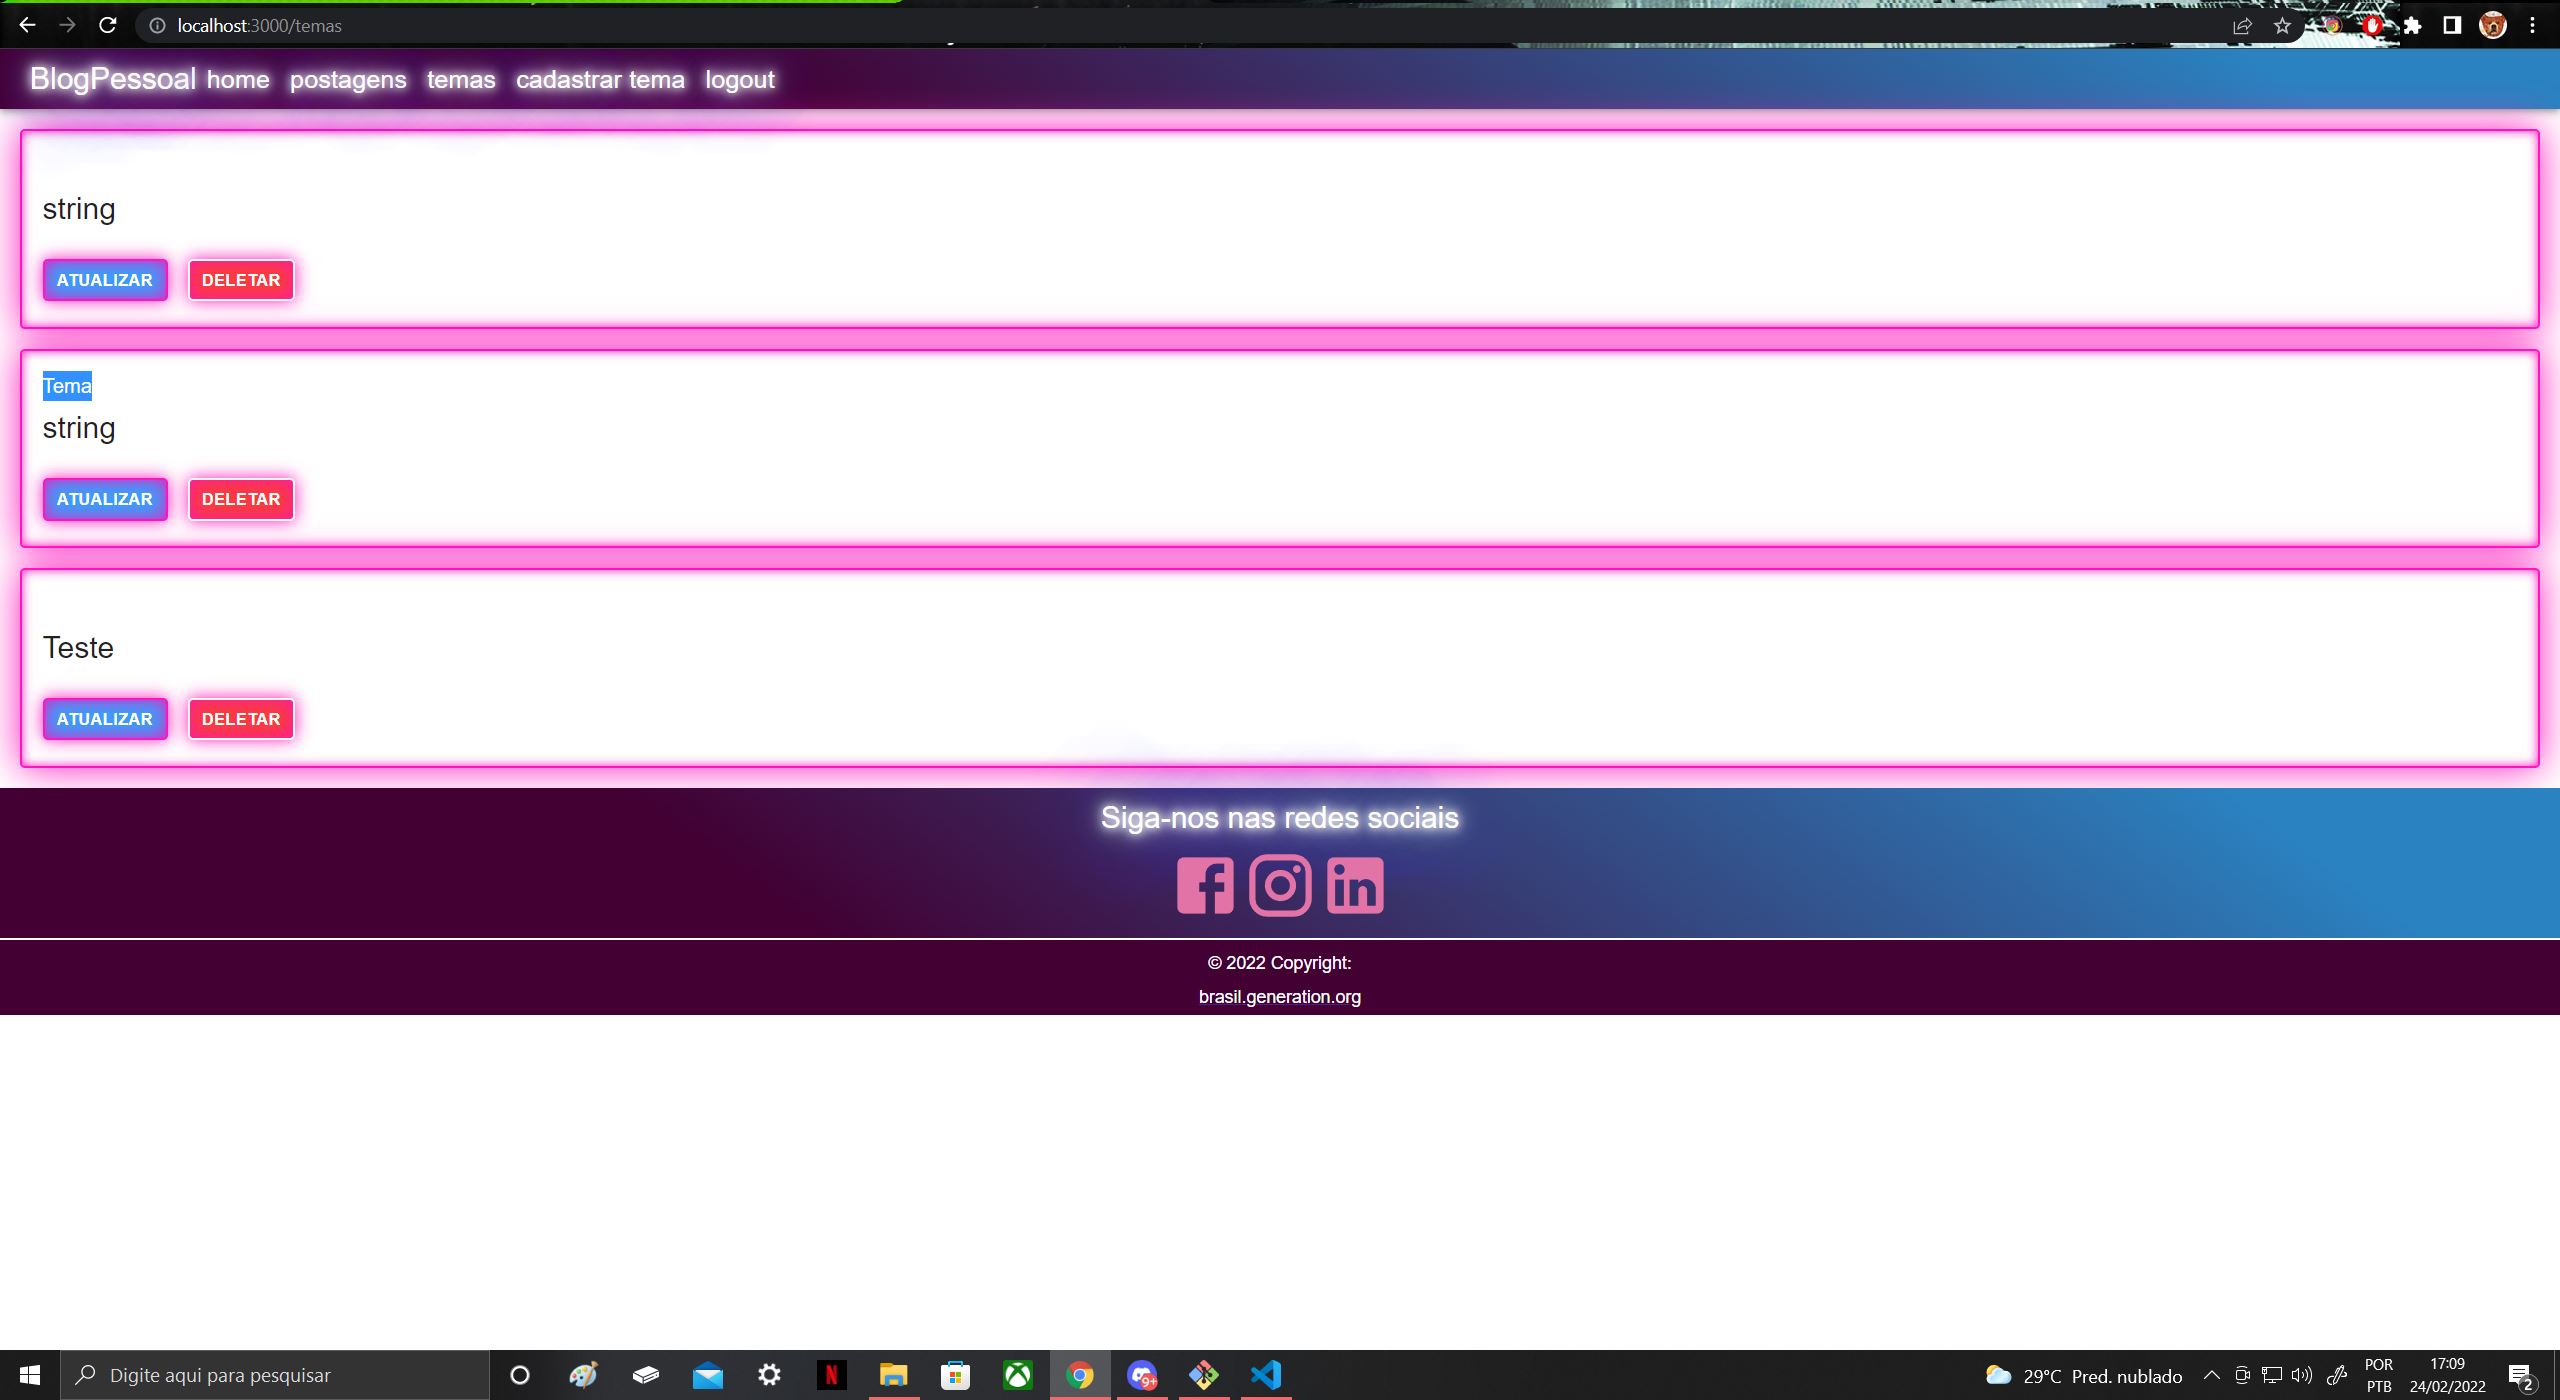 localhost:3000/temas
BlogPessoal home postagens temas cadastrar tema logout
string
ATUALIZAR DELETAR
Tema
string
ATUALIZAR DELETAR
Teste
ATUALIZAR DELETAR
Siga-nos nas redes sociais
© 2022 Copyright:
brasil.generation.org
Digite aqui para pesquisar
9+
29°C Pred. nublado
POR
PTB
17:09
24/02/2022
2